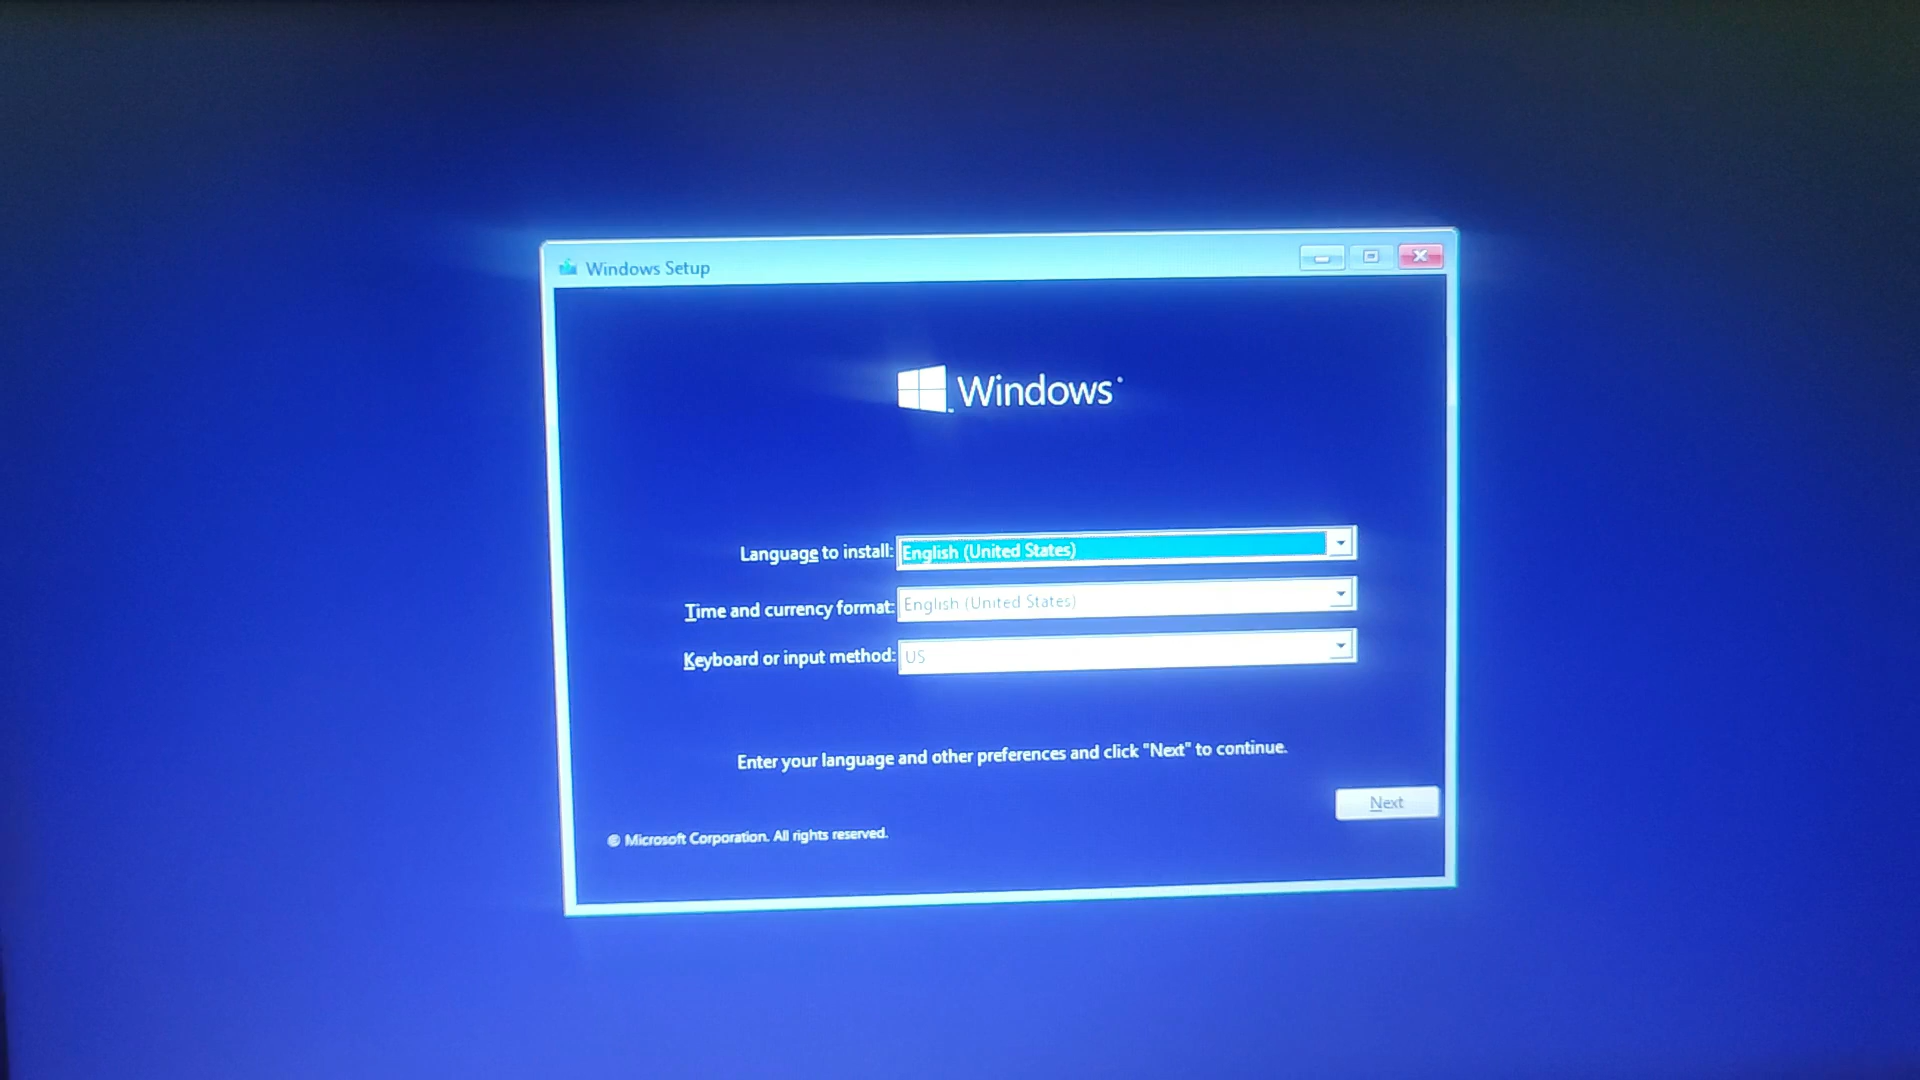 Windows Setup
Windows
Language to install: English (United States)
Time and currency format: English (United States)
Keyboard or input method: US
Enter your language and other preferences and click "Next" to continue.
Next
© Microsoft Corporation. All rights reserved.